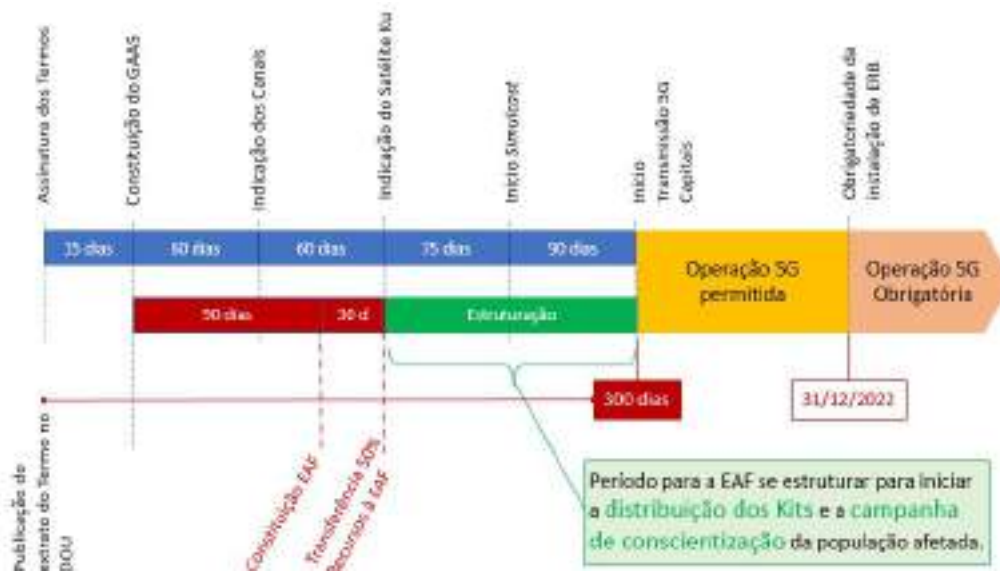 Assinatura dos Termos
Constituição do GAAS
Indicação dos Canais
Indicação do Satélite Ku
Início Simulcast
Início
Transmissão 5G
Capitais
Obrigatoriedade da
instalação de ERB
15 dias
60 dias
60 dias
75 dias
90 dias
Operação 5G
permitida
Operação 5G
Obrigatória
90 dias
30 d
Estruturação
300 dias
31/12/2022
Publicação do
extrato do Termo no
DOU
Constituição EAF
Transferência 50%
Recursos à EAF
Período para a EAF se estruturar para iniciar
a distribuição dos Kits e a campanha
de conscientização da população afetada.